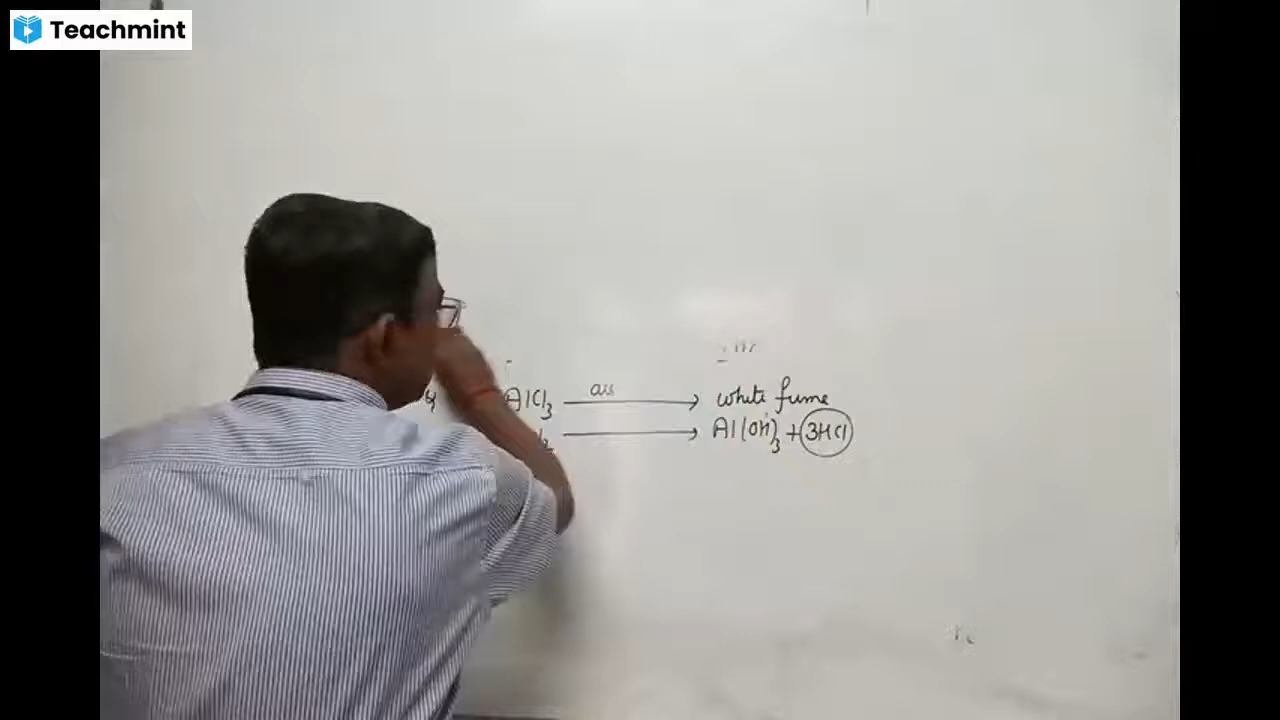 Teachmint
AlCl₃ air → white fume
→ Al(OH)₃ + 3HCl